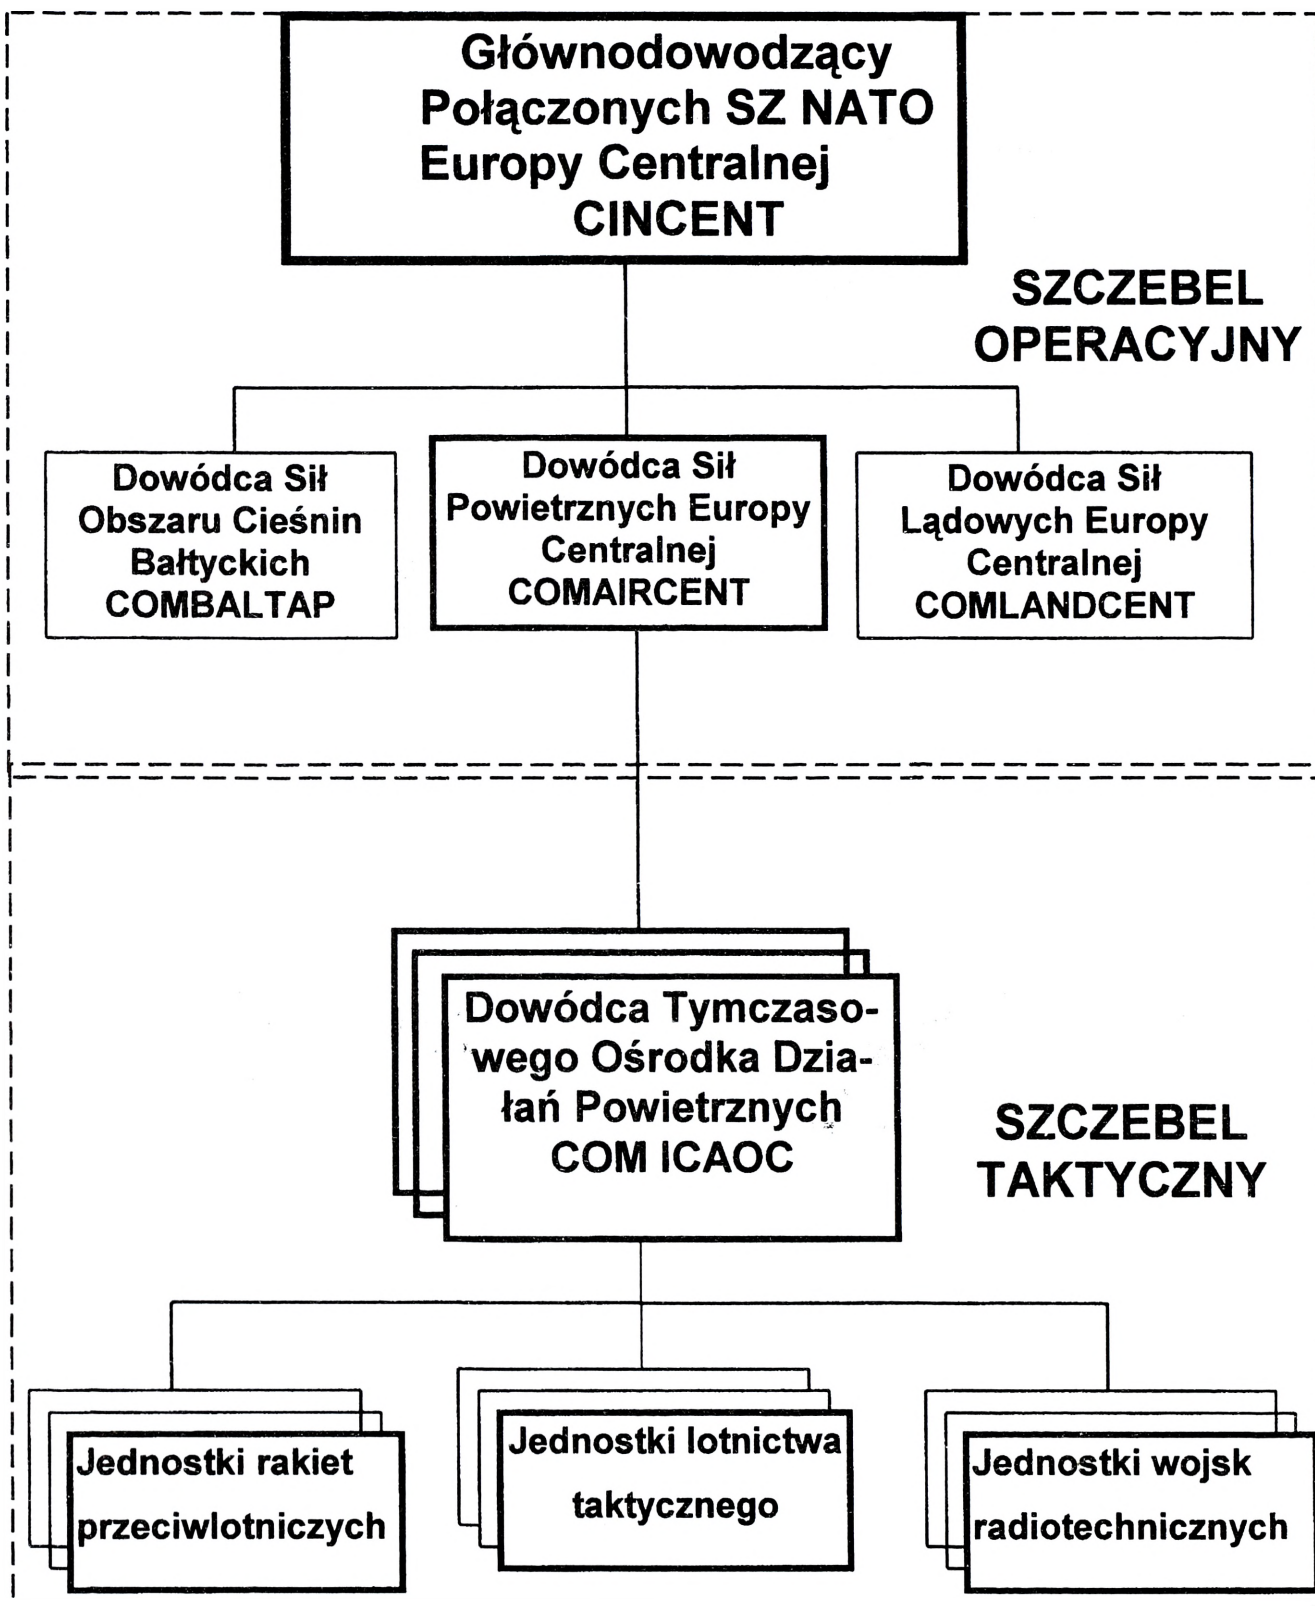 Głównodowodzący
Połączonych SZ NATO
Europy Centralnej
CINCENT
SZCZEBEL
OPERACYJNY
Dowódca Sił
Obszaru Cieśnin
Bałtyckich
COMBALTAP
Dowódca Sił
Powietrznych Europy
Centralnej
COMAIRCENT
Dowódca Sił
Lądowych Europy
Centralnej
COMLANDCENT
Dowódca Tymczaso-
wego Ośrodka Dzia-
łań Powietrznych
COM ICAOC
SZCZEBEL
TAKTYCZNY
Jednostki rakiet
przeciwlotniczych
Jednostki lotnictwa
taktycznego
Jednostki wojsk
radiotechnicznych